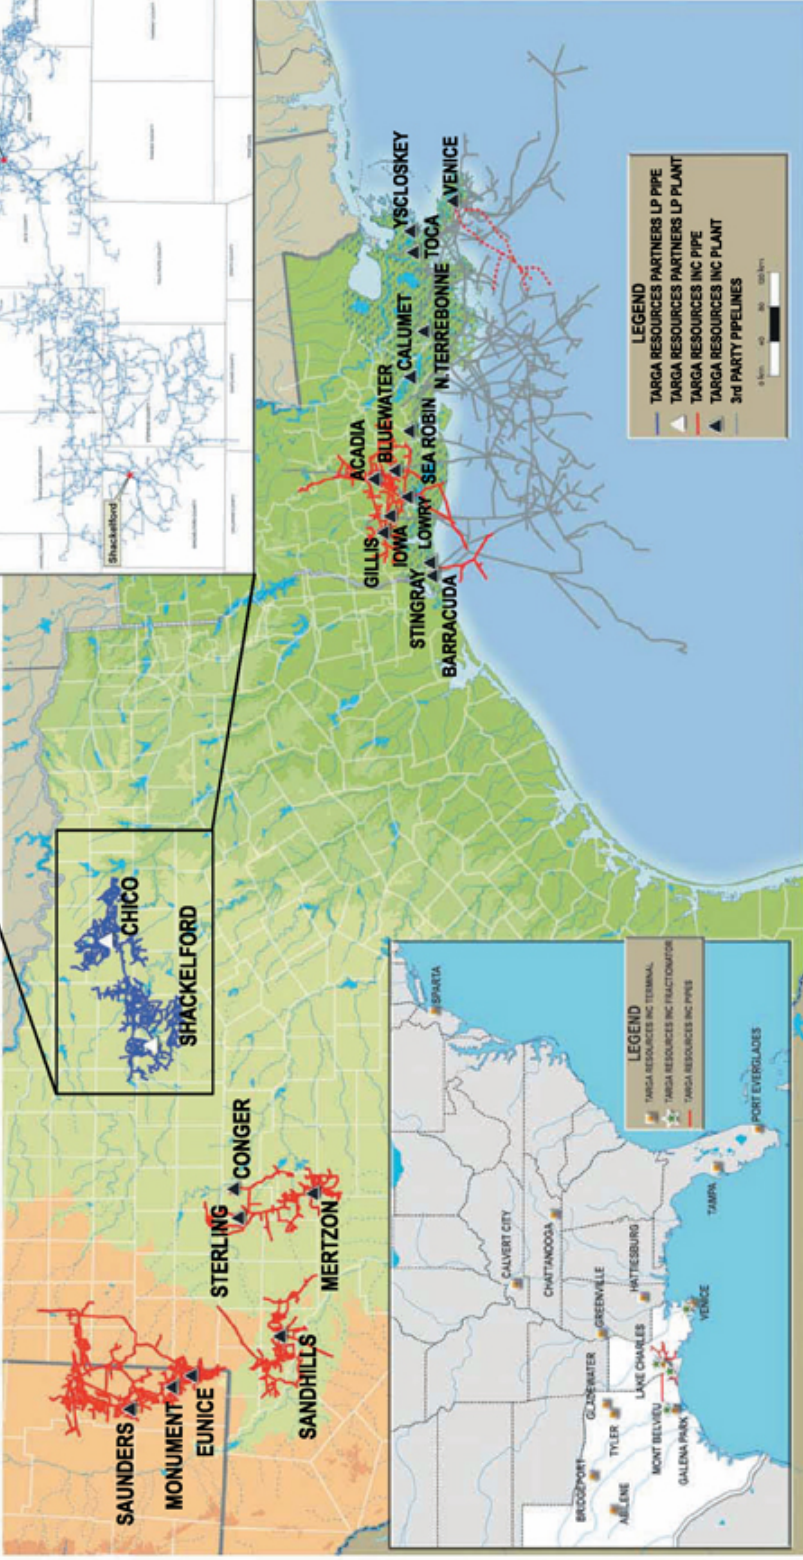 Shackelford
SAUNDERS
MONUMENT
EUNICE
SANDHILLS
STERLING
CONGER
MERTZON
SHACKELFORD
CHICO
GILLIS
ACADIA
IOWA
BLUEWATER
STINGRAY
LOWRY
BARRACUDA
SEA ROBIN
CALUMET
N.TERREBONNE
TOCA
YSCLOSKEY
VENICE
LEGEND
TARGA RESOURCES PARTNERS LP PIPE
TARGA RESOURCES PARTNERS LP PLANT
TARGA RESOURCES INC PIPE
TARGA RESOURCES INC PLANT
3rd PARTY PIPELINES
LEGEND
TARGA RESOURCES INC TERMINAL
TARGA RESOURCES INC FRACTIONATOR
TARGA RESOURCES INC PIPES
SPARTA
CALVERT CITY
CHATTANOOGA
GREENVILLE
HATTIESBURG
BRIDGEPORT
GLADEWATER
TYLER
ABILENE
LAKE CHARLES
MONT BELVIEU
GALENA PARK
VENICE
TAMPA
PORT EVERGLADES